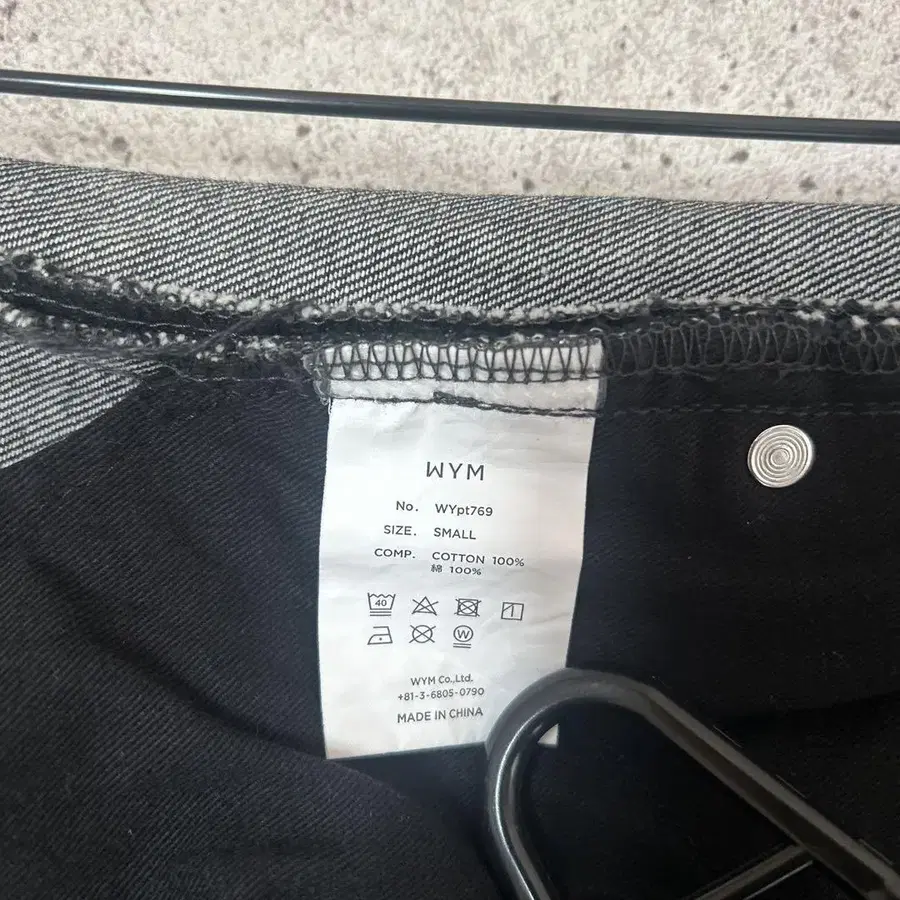 WYM
No. WYpt769
SIZE. SMALL
COMP. COTTON 100%
綿 100%
40
W
WYM Co.,Ltd.
+81-3-6805-0790
MADE IN CHINA